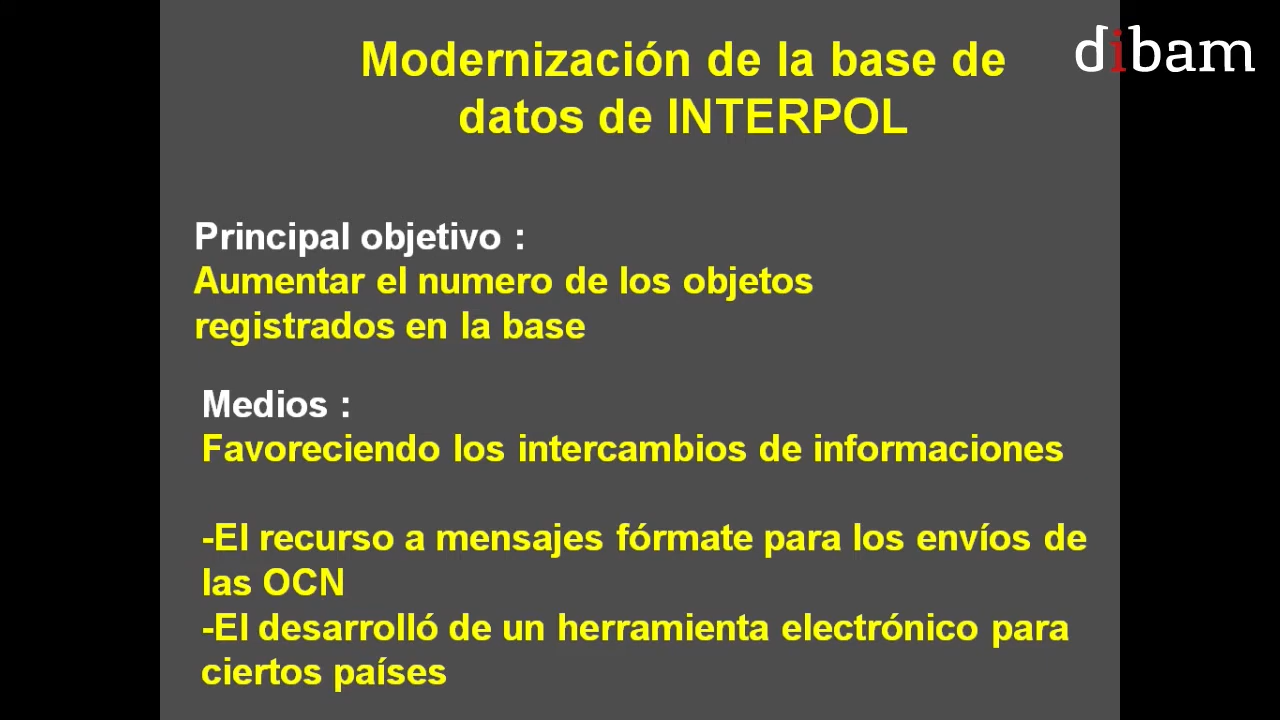 dibam
Modernización de la base de
datos de INTERPOL
Principal objetivo :
Aumentar el numero de los objetos
registrados en la base
Medios :
Favoreciendo los intercambios de informaciones
-El recurso a mensajes fórmate para los envíos de
las OCN
-El desarrolló de un herramienta electrónico para
ciertos países